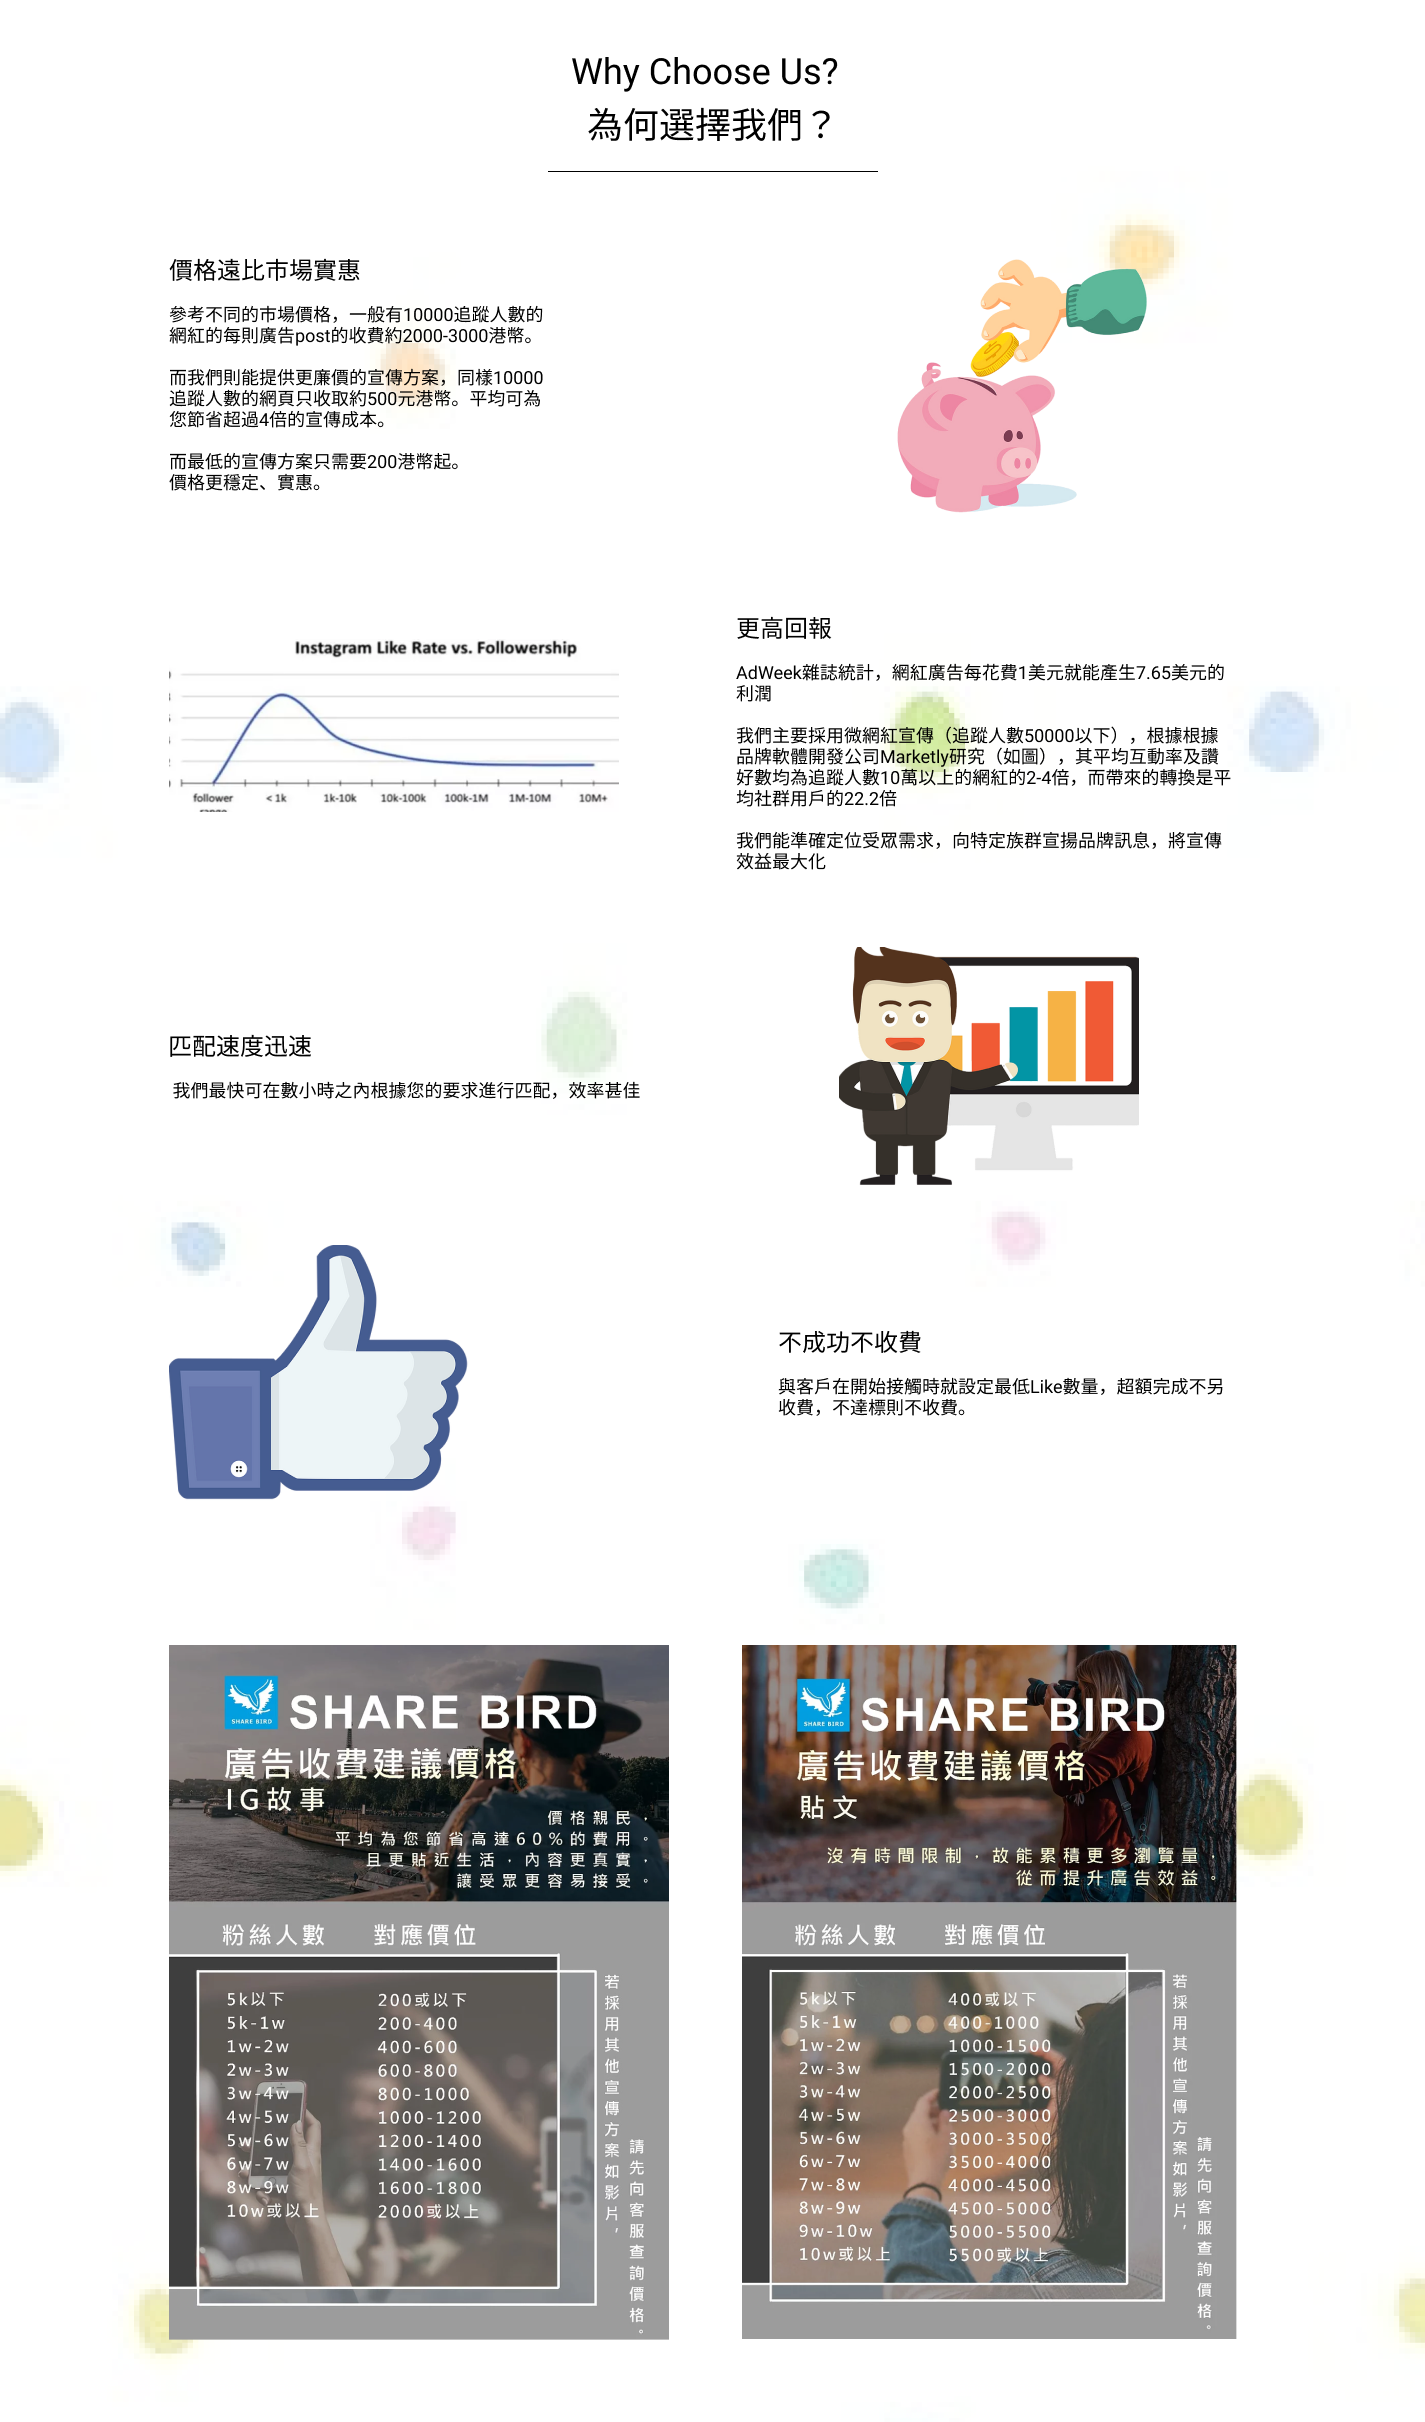 Why Choose Us?
為何選擇我們？
價格遠比市場實惠
參考不同的市場價格，一般有10000追蹤人數的
網紅的每則廣告post的收費約2000-3000港幣。
而我們則能提供更廉價的宣傳方案，同樣10000
追蹤人數的網頁只收取約500元港幣。平均可為
您節省超過4倍的宣傳成本。
而最低的宣傳方案只需要200港幣起。
價格更穩定、實惠。
Instagram Like Rate vs. Followership
follower
< 1k
1k-10k
10k-100k
100k-1M
1M-10M
10M+
更高回報
AdWeek雜誌統計，網紅廣告每花費1美元就能產生7.65美元的
利潤
我們主要採用微網紅宣傳（追蹤人數50000以下），根據根據
品牌軟體開發公司Marketly研究（如圖），其平均互動率及讚
好數均為追蹤人數10萬以上的網紅的2-4倍，而帶來的轉換是平
均社群用戶的22.2倍
我們能準確定位受眾需求，向特定族群宣揚品牌訊息，將宣傳
效益最大化
匹配速度迅速
我們最快可在數小時之內根據您的要求進行匹配，效率甚佳
不成功不收費
與客戶在開始接觸時就設定最低Like數量，超額完成不另
收費，不達標則不收費。
SHARE BIRD
SHARE BIRD
廣告收費建議價格
IG故事
價格親民，
平均為您節省高達60%的費用。
且更貼近生活，內容更真實，
讓受眾更容易接受。
粉絲人數 對應價位
5k以下 200或以下
5k-1w 200-400
1w-2w 400-600
2w-3w 600-800
3w-4w 800-1000
4w-5w 1000-1200
5w-6w 1200-1400
6w-7w 1400-1600
8w-9w 1600-1800
10w或以上 2000或以上
若採用其他宣傳方案如影片，
請先向客服查詢價格。
SHARE BIRD
SHARE BIRD
廣告收費建議價格
貼文
沒有時間限制，故能累積更多瀏覽量，
從而提升廣告效益。
粉絲人數 對應價位
5k以下 400或以下
5k-1w 400-1000
1w-2w 1000-1500
2w-3w 1500-2000
3w-4w 2000-2500
4w-5w 2500-3000
5w-6w 3000-3500
6w-7w 3500-4000
7w-8w 4000-4500
8w-9w 4500-5000
9w-10w 5000-5500
10w或以上 5500或以上
若採用其他宣傳方案如影片，
請先向客服查詢價格。